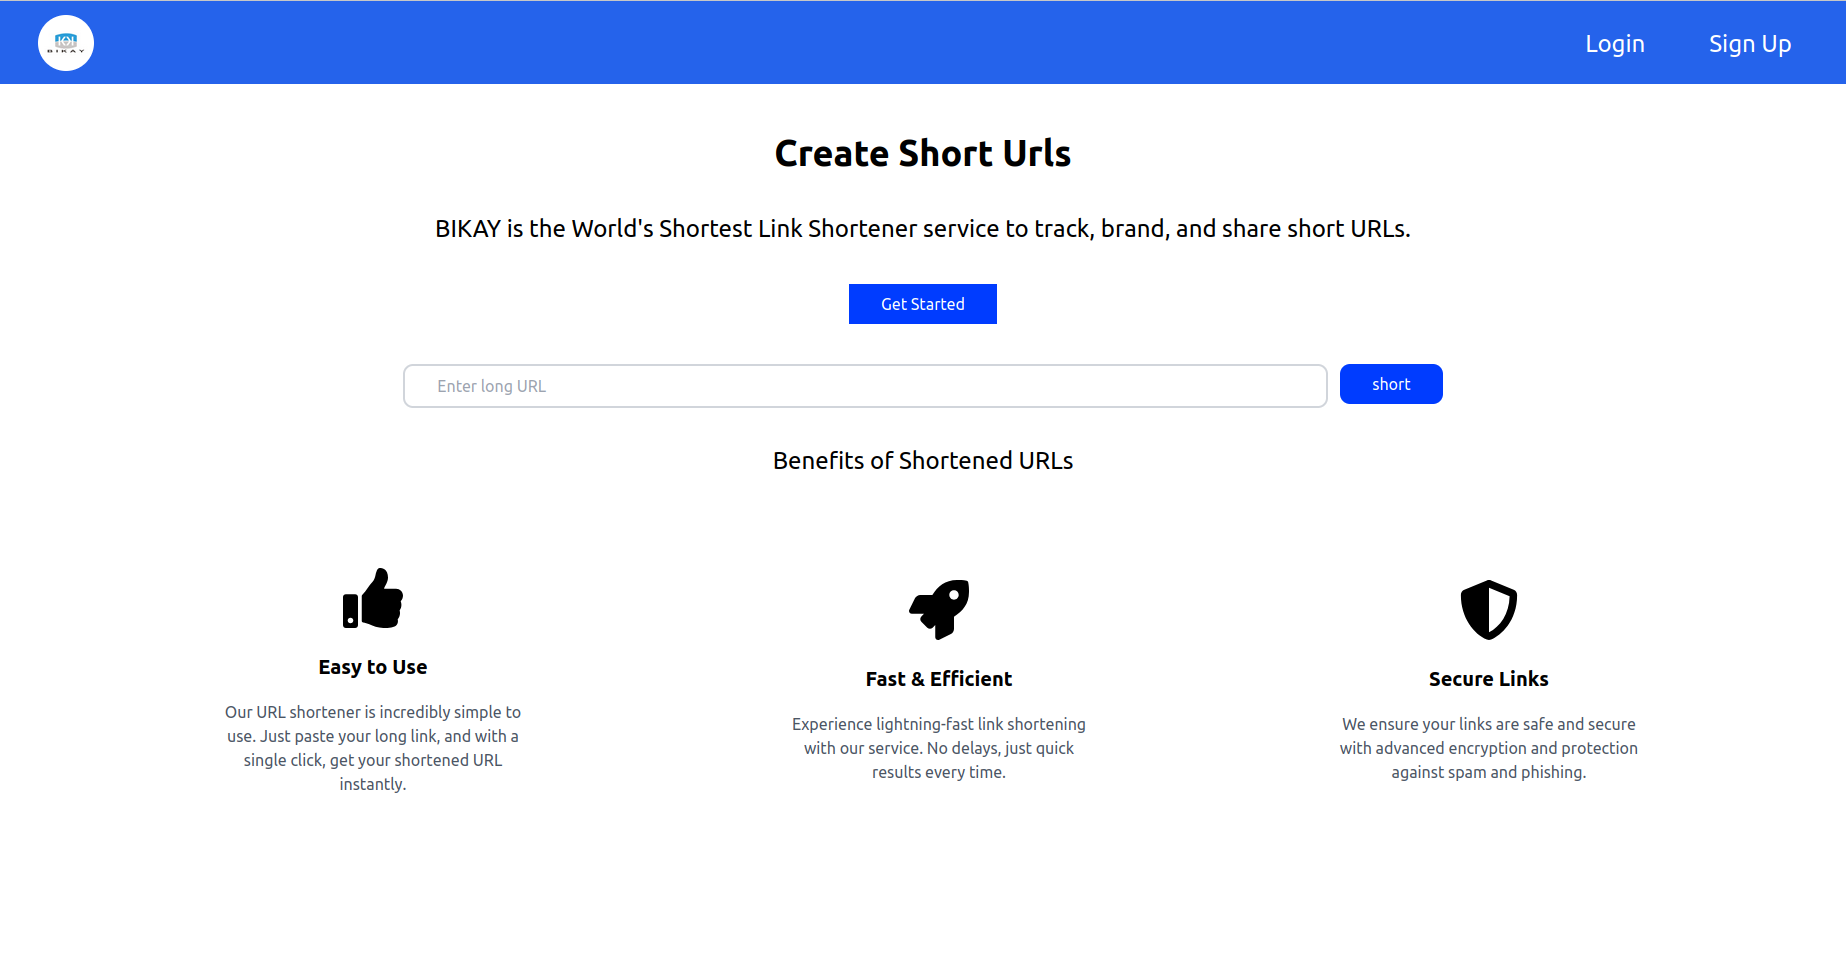 BIKAY
Login
Sign Up
Create Short Urls
BIKAY is the World's Shortest Link Shortener service to track, brand, and share short URLs.
Get Started
Enter long URL
short
Benefits of Shortened URLs
Easy to Use
Our URL shortener is incredibly simple to
use. Just paste your long link, and with a
single click, get your shortened URL
instantly.
Fast & Efficient
Experience lightning-fast link shortening
with our service. No delays, just quick
results every time.
Secure Links
We ensure your links are safe and secure
with advanced encryption and protection
against spam and phishing.